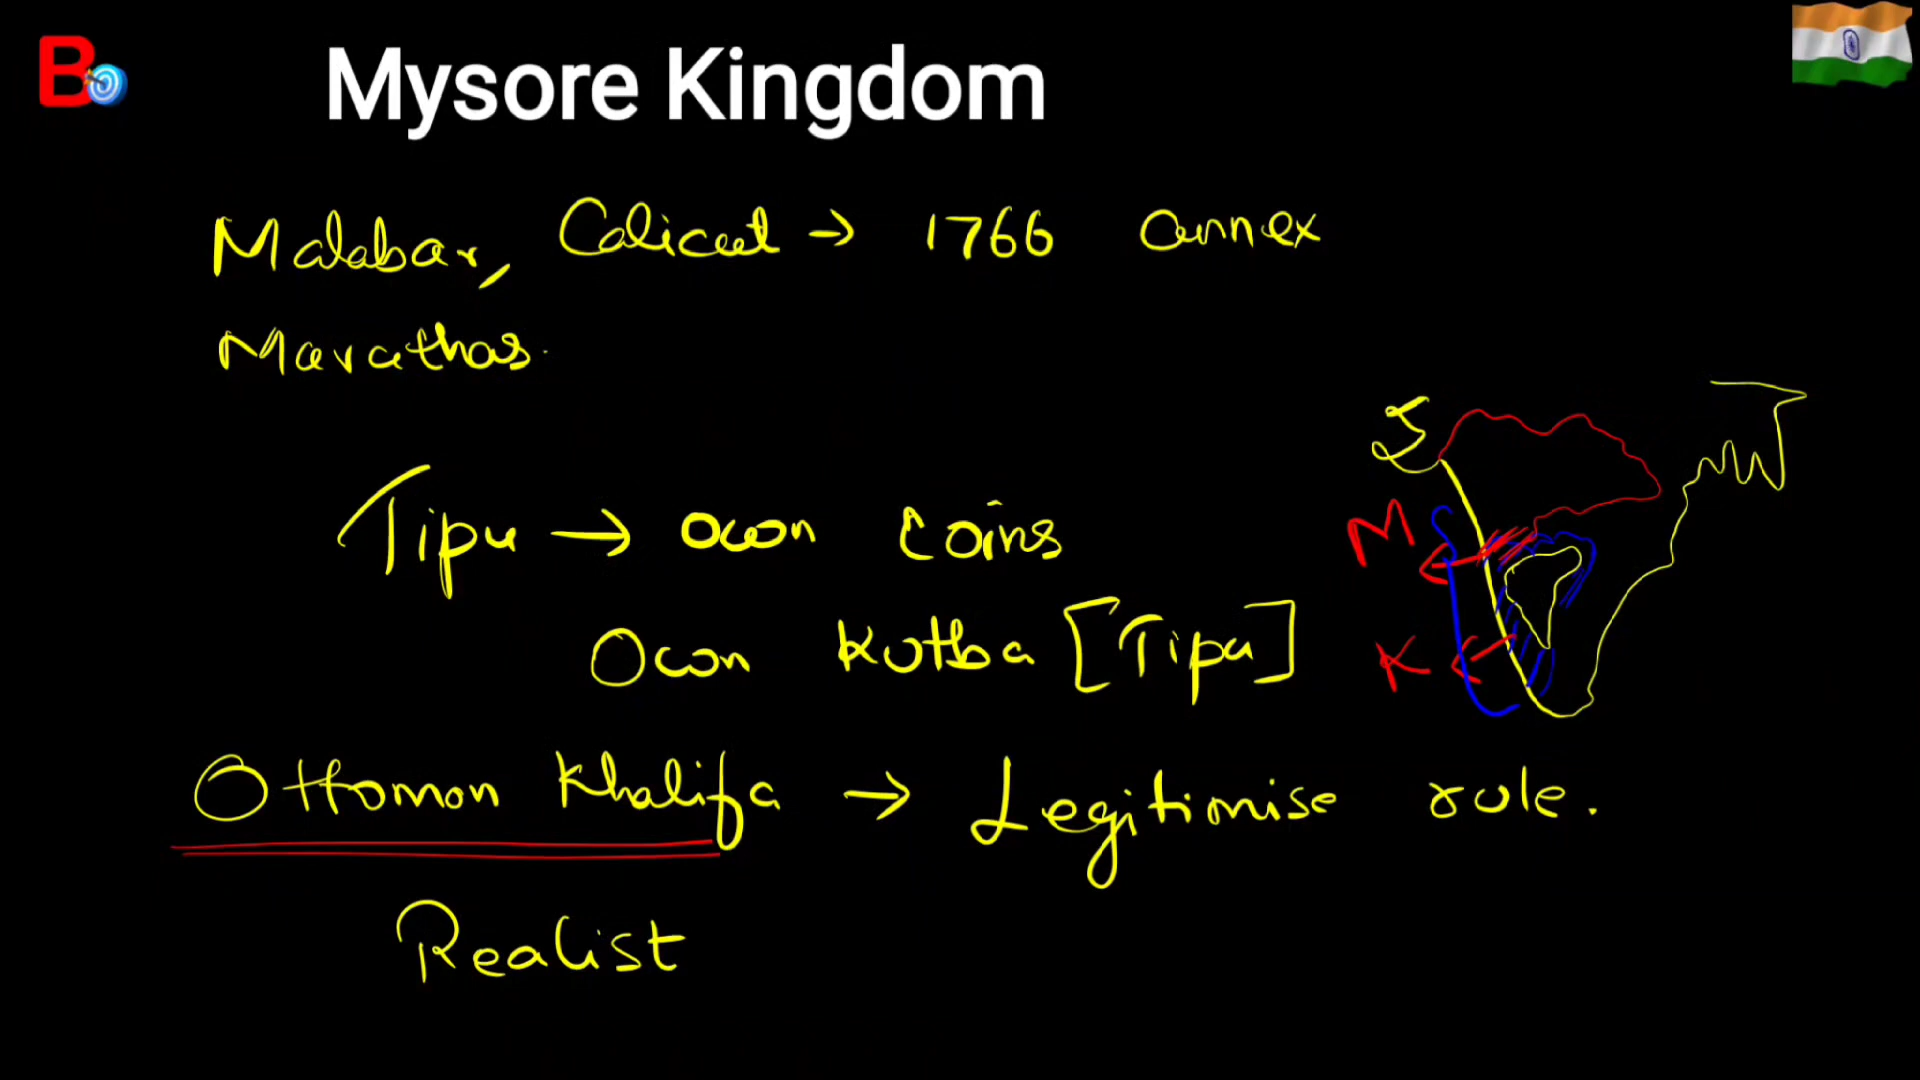 B
Mysore Kingdom
Malabar, Calicut → 1766 annex
Marathas.
Tipu → own coins
Own Kutba [Tipu]
M
K
Ottoman Khalifa → Legitimise rule.
Realist